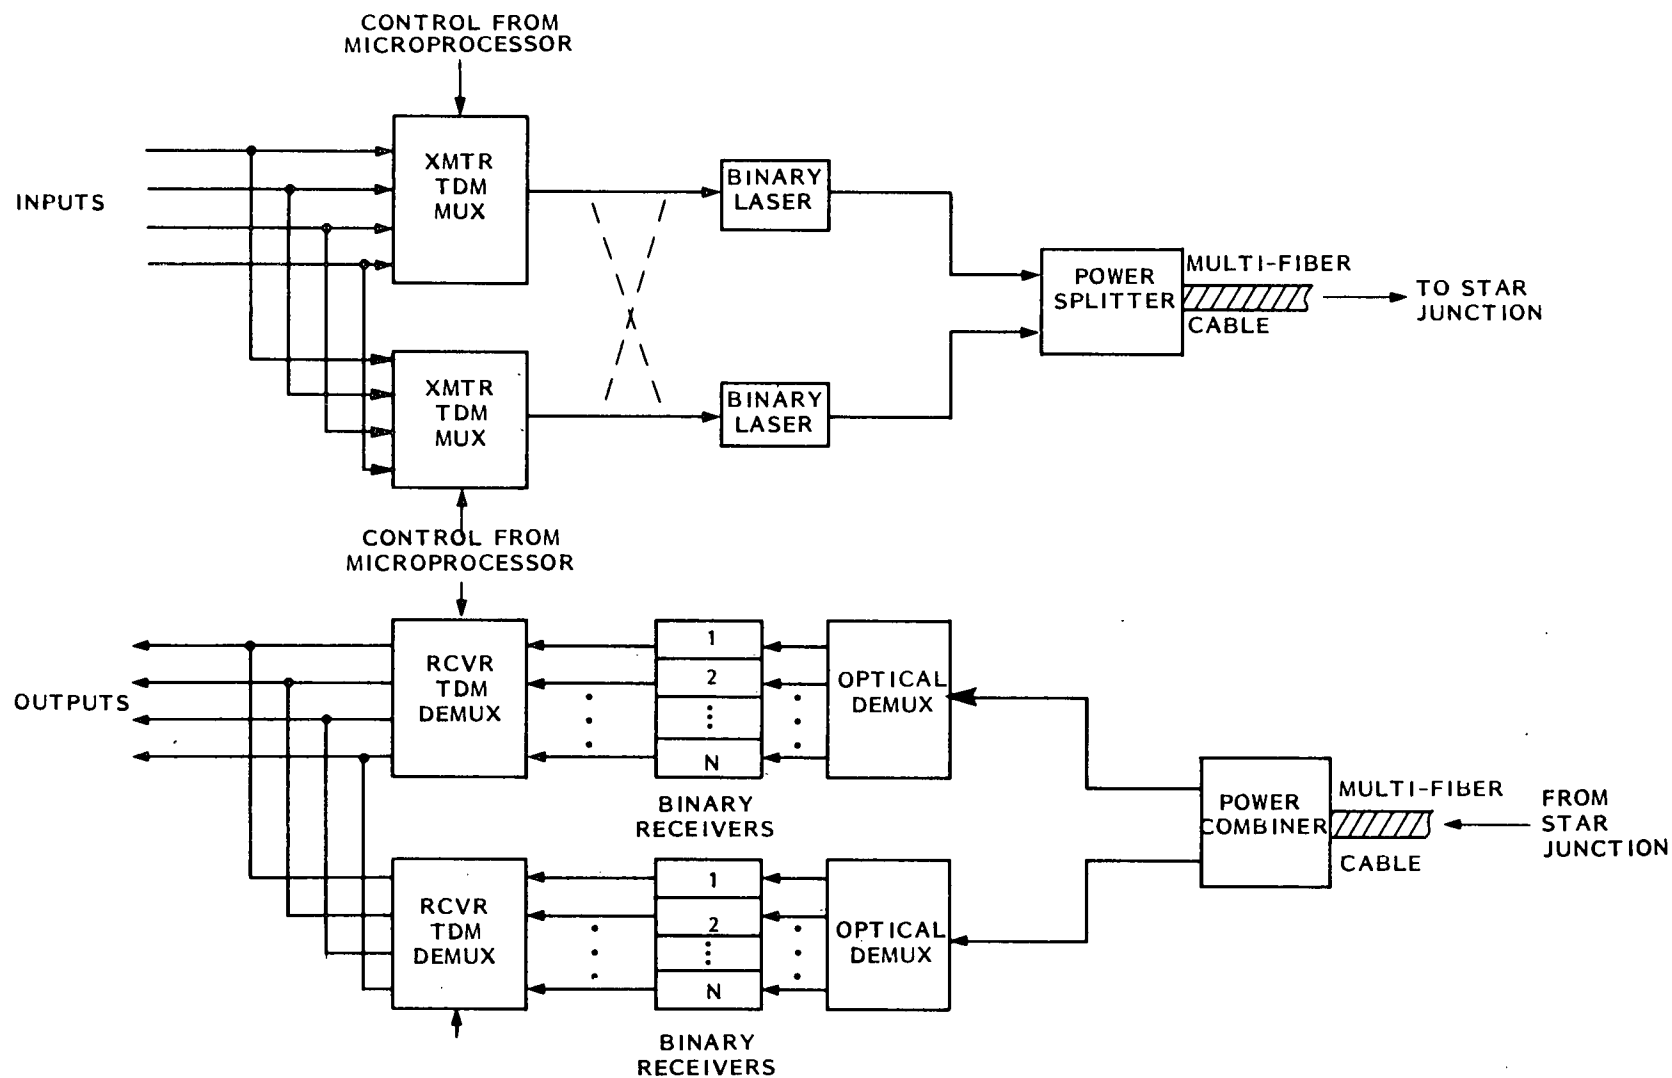 CONTROL FROM
MICROPROCESSOR
INPUTS
XMTR
TDM
MUX
BINARY
LASER
POWER
SPLITTER
MULTI-FIBER
CABLE
TO STAR
JUNCTION
XMTR
TDM
MUX
BINARY
LASER
CONTROL FROM
MICROPROCESSOR
OUTPUTS
RCVR
TDM
DEMUX
1
2
N
BINARY
RECEIVERS
OPTICAL
DEMUX
POWER
COMBINER
MULTI-FIBER
CABLE
FROM
STAR
JUNCTION
RCVR
TDM
DEMUX
1
2
N
BINARY
RECEIVERS
OPTICAL
DEMUX